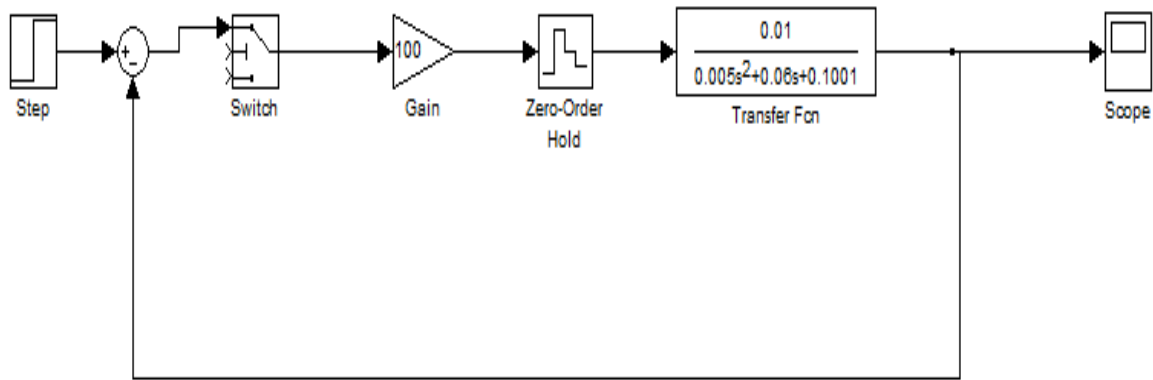 Step
+
−
Switch
100
Gain
Zero-Order
Hold
0.01
0.005s²+0.06s+0.1001
Transfer Fcn
Scope